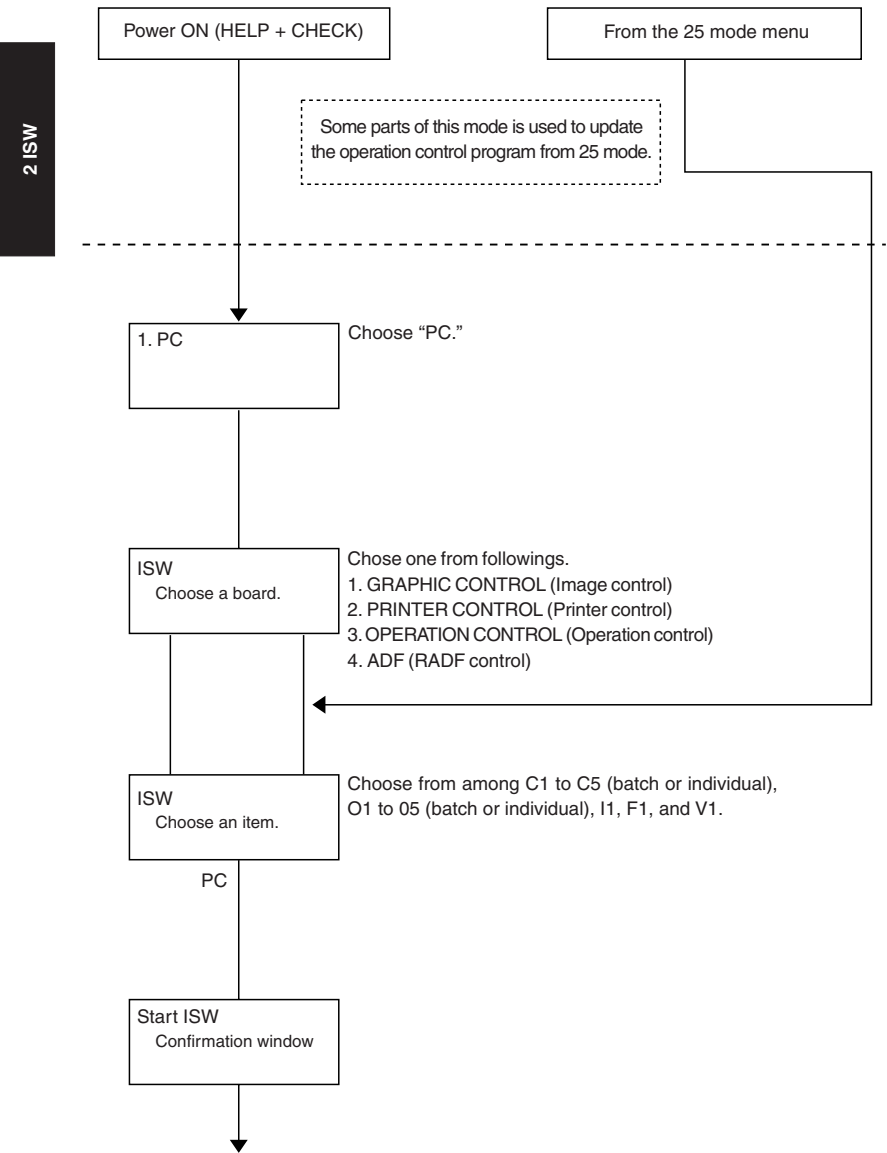 Power ON (HELP + CHECK)
From the 25 mode menu
2 ISW
Some parts of this mode is used to update
the operation control program from 25 mode.
1. PC
Choose “PC.”
ISW
Choose a board.
Chose one from followings.
1. GRAPHIC CONTROL (Image control)
2. PRINTER CONTROL (Printer control)
3. OPERATION CONTROL (Operation control)
4. ADF (RADF control)
ISW
Choose an item.
Choose from among C1 to C5 (batch or individual),
O1 to 05 (batch or individual), I1, F1, and V1.
PC
Start ISW
Confirmation window